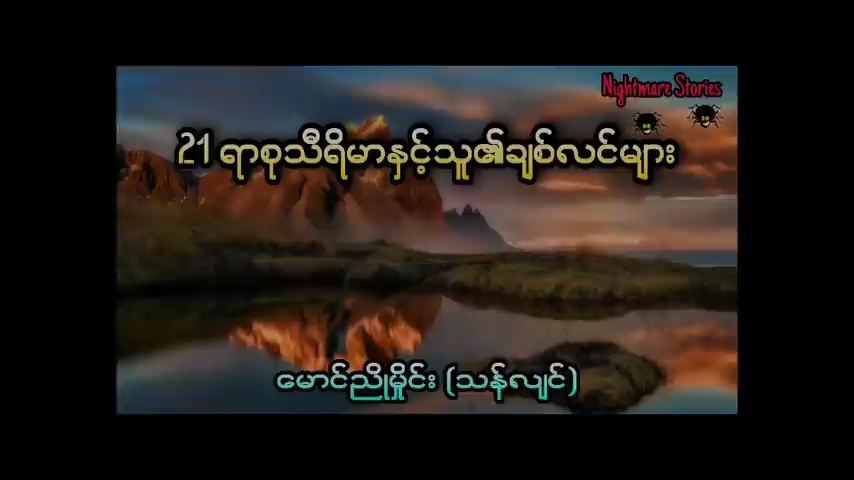 Nightmare Stories
21 ရာစုသီရိမာနှင့်သူ၏ချစ်လင်များ
မောင်ညိုမှိုင်း (သန်လျင်)